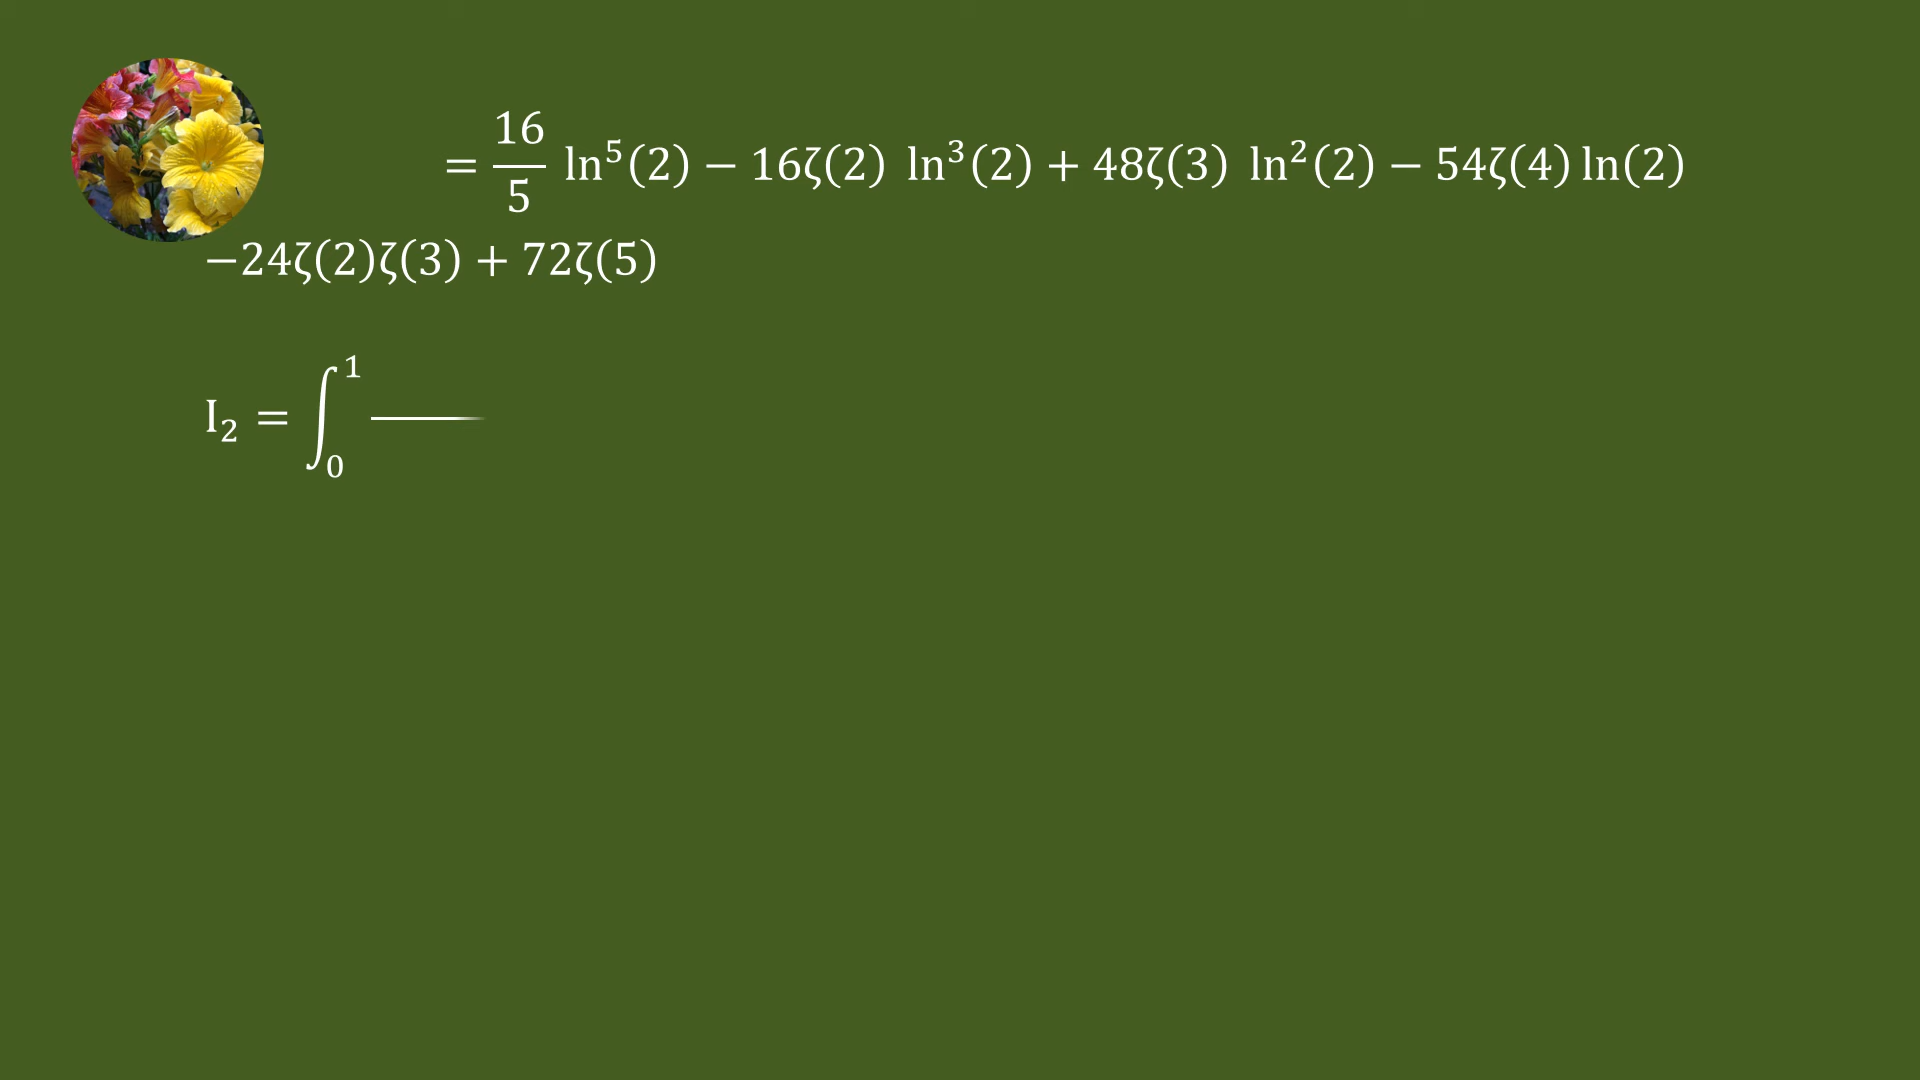 = 16/5 ln⁵(2) − 16ζ(2) ln³(2) + 48ζ(3) ln²(2) − 54ζ(4) ln(2)
−24ζ(2)ζ(3) + 72ζ(5)
I₂ = ∫₀¹